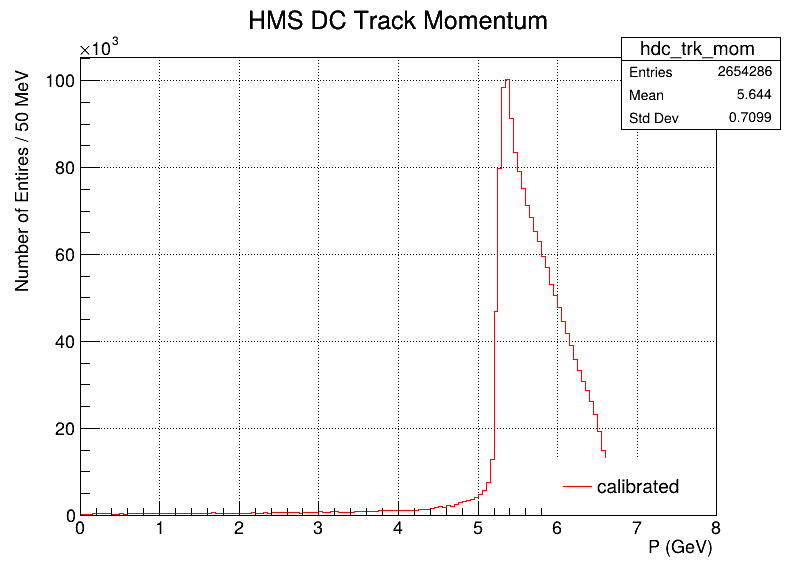 HMS DC Track Momentum
×10³
hdc_trk_mom
Entries 2654286
Mean 5.644
Std Dev 0.7099
Number of Entires / 50 MeV
100
80
60
40
20
0
calibrated
0 1 2 3 4 5 6 7 8
P (GeV)